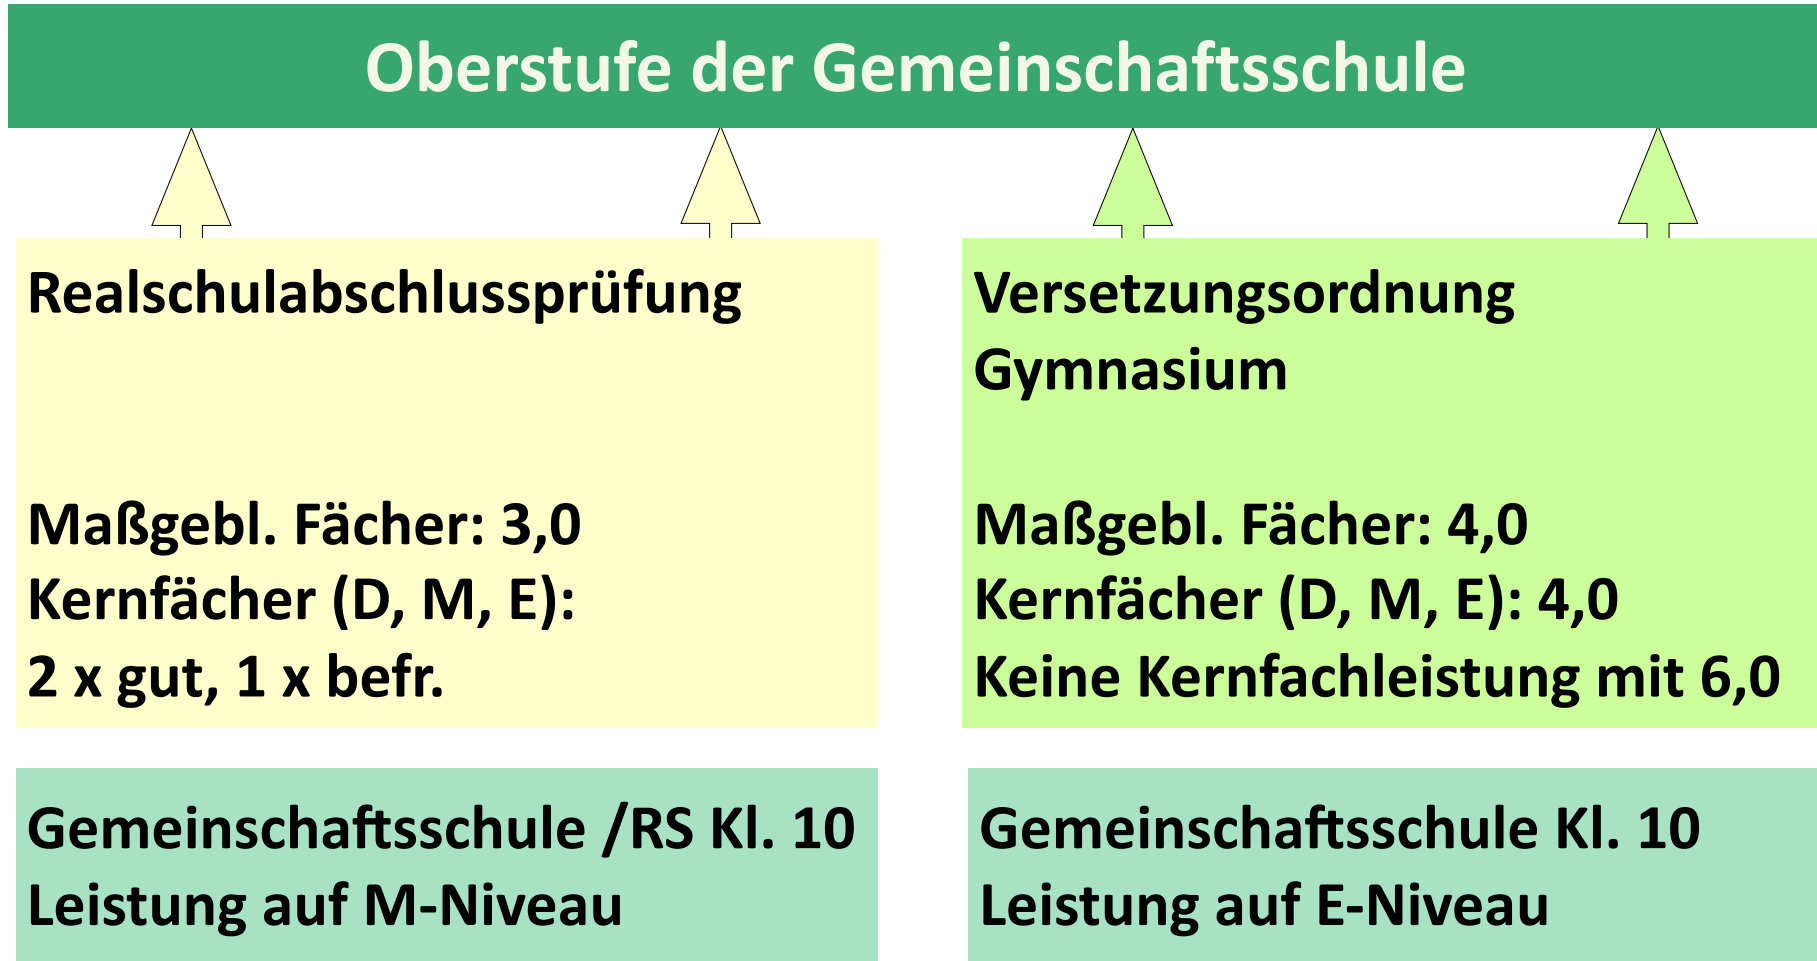 Oberstufe der Gemeinschaftsschule
Realschulabschlussprüfung
Maßgebl. Fächer: 3,0
Kernfächer (D, M, E):
2 x gut, 1 x befr.
Versetzungsordnung
Gymnasium
Maßgebl. Fächer: 4,0
Kernfächer (D, M, E): 4,0
Keine Kernfachleistung mit 6,0
Gemeinschaftsschule /RS Kl. 10
Leistung auf M-Niveau
Gemeinschaftsschule Kl. 10
Leistung auf E-Niveau